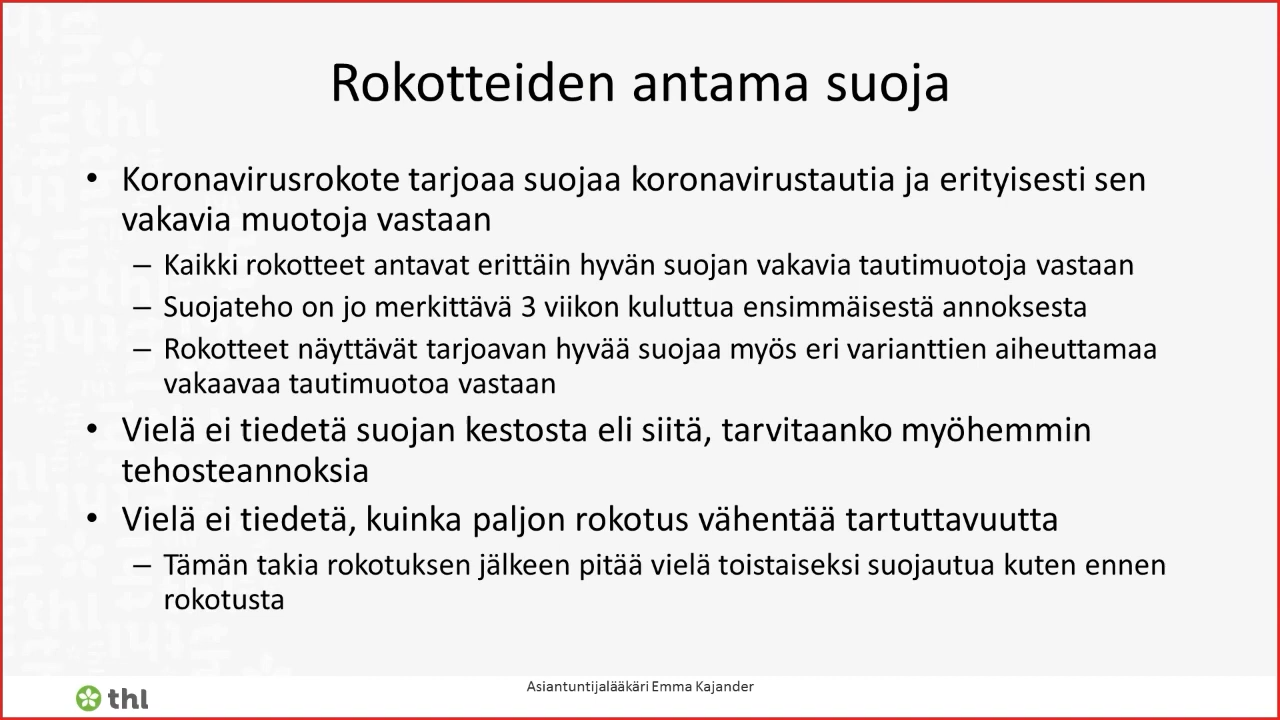 Rokotteiden antama suoja
• Koronavirusrokote tarjoaa suojaa koronavirustautia ja erityisesti sen
vakavia muotoja vastaan
– Kaikki rokotteet antavat erittäin hyvän suojan vakavia tautimuotoja vastaan
– Suojateho on jo merkittävä 3 viikon kuluttua ensimmäisestä annoksesta
– Rokotteet näyttävät tarjoavan hyvää suojaa myös eri varianttien aiheuttamaa
vakaavaa tautimuotoa vastaan
• Vielä ei tiedetä suojan kestosta eli siitä, tarvitaanko myöhemmin
tehosteannoksia
• Vielä ei tiedetä, kuinka paljon rokotus vähentää tartuttavuutta
– Tämän takia rokotuksen jälkeen pitää vielä toistaiseksi suojautua kuten ennen
rokotusta
thl
Asiantuntijalääkäri Emma Kajander